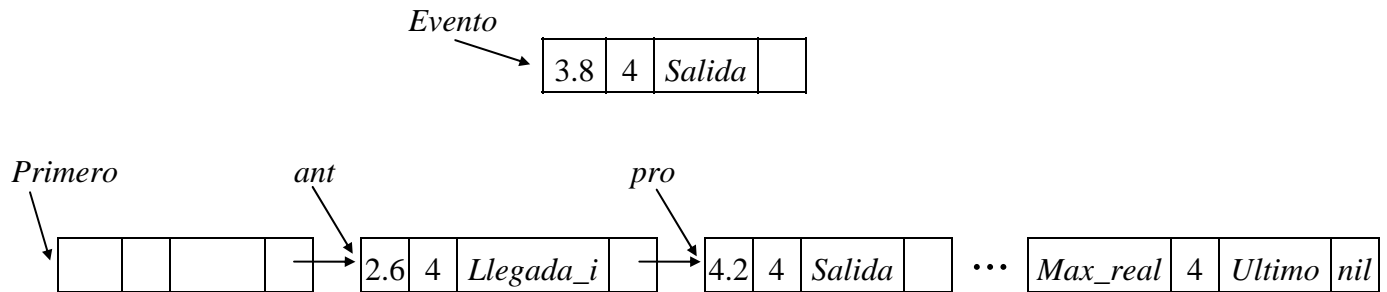 Evento
3.8 4 Salida
Primero ant pro
2.6 4 Llegada_i 4.2 4 Salida ... Max_real 4 Ultimo nil